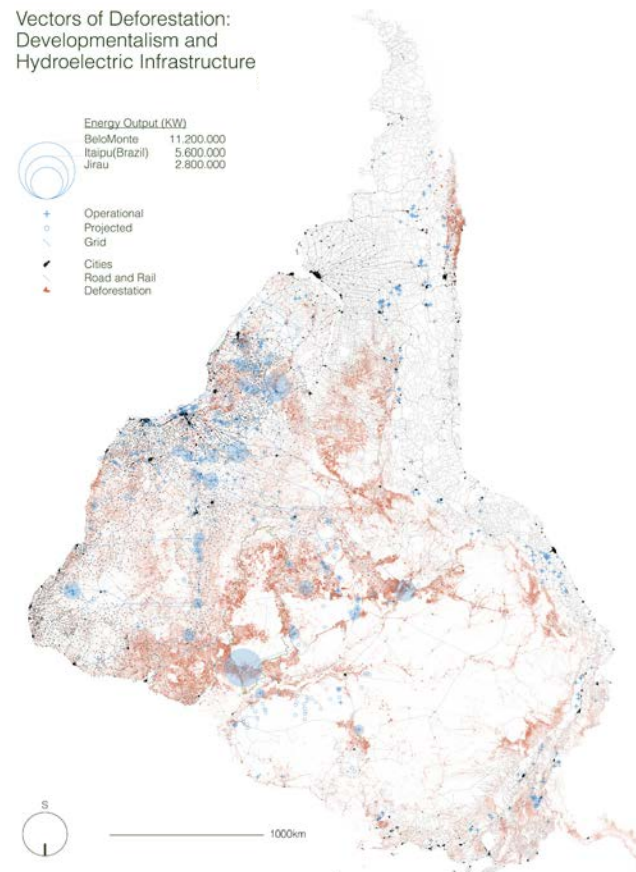 Vectors of Deforestation:
Developmentalism and
Hydroelectric Infrastructure
Energy Output (KW)
BeloMonte 11.200.000
Itaipu(Brazil) 5.600.000
Jirau 2.800.000
Operational
Projected
Grid
Cities
Road and Rail
Deforestation
S
1000km